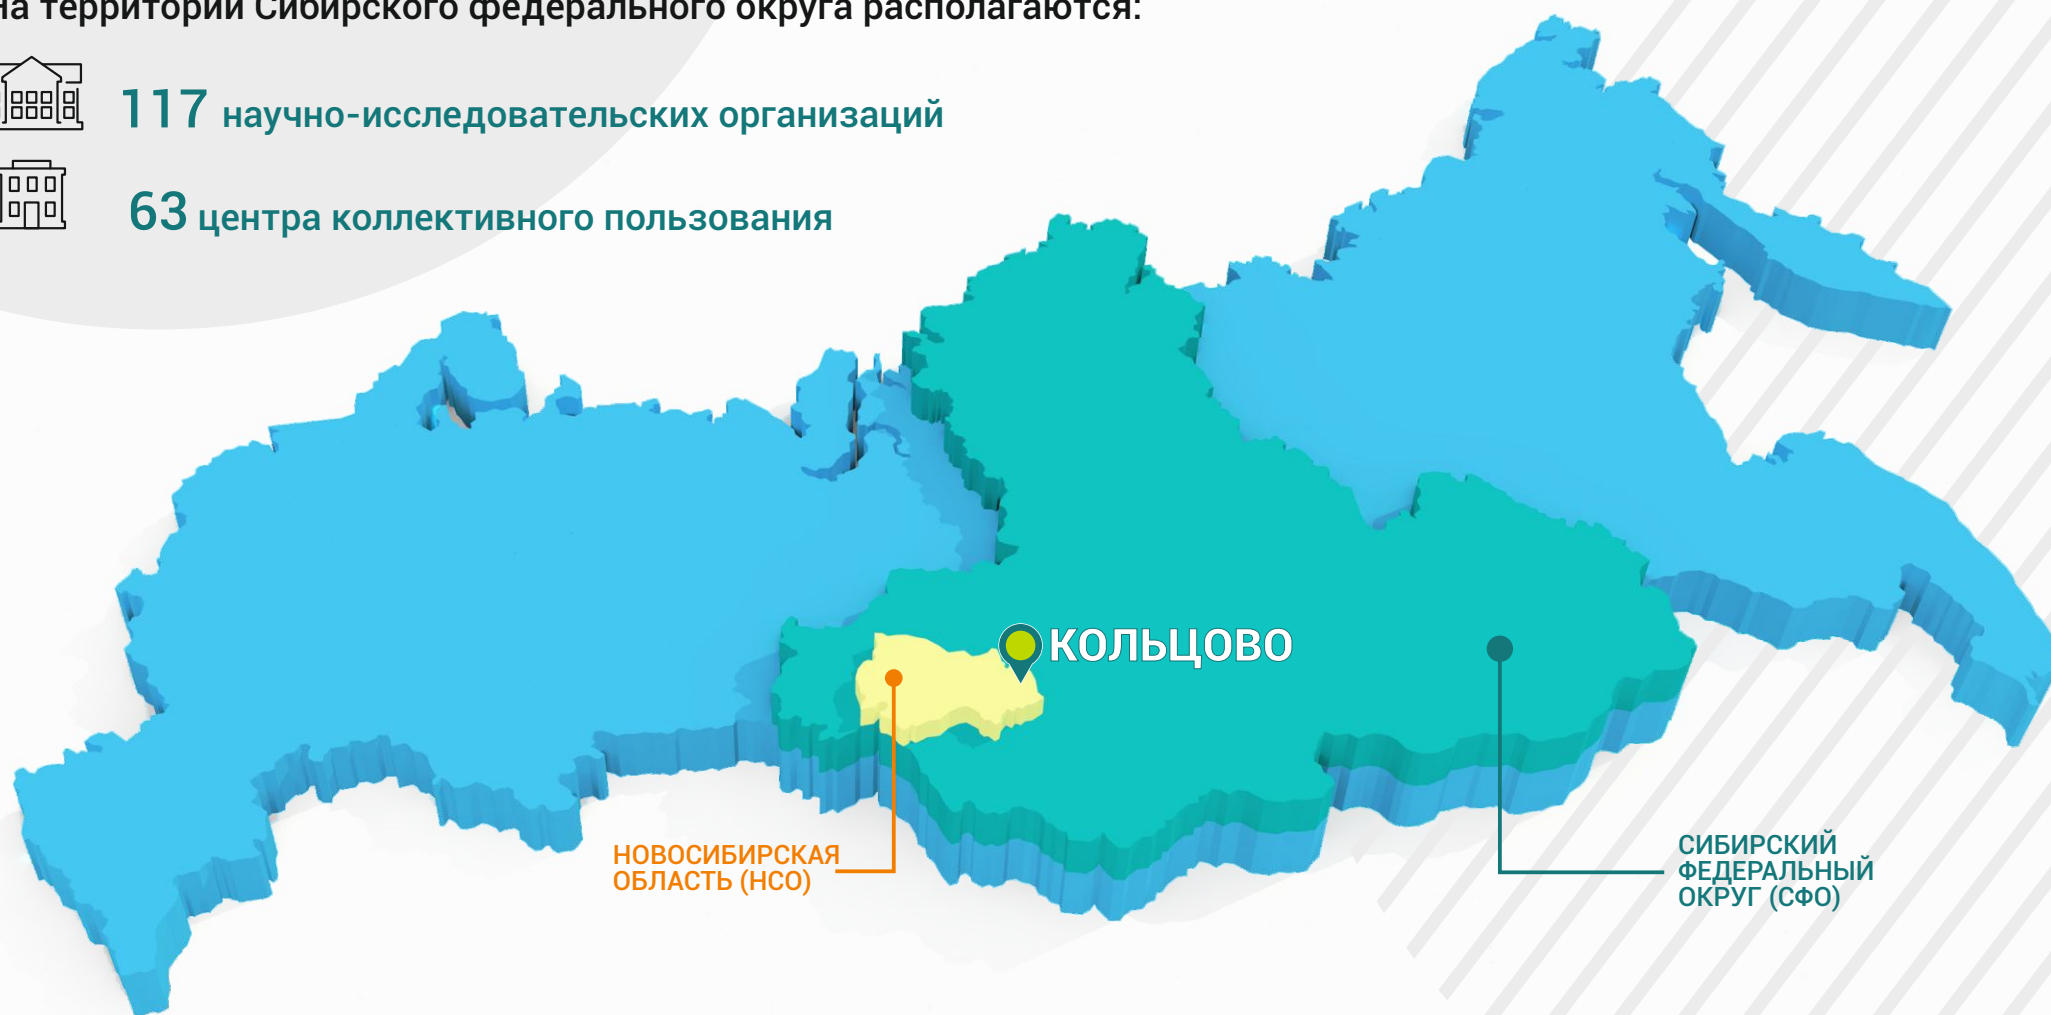 на территории Сибирского федерального округа располагаются:
117 научно-исследовательских организаций
63 центра коллективного пользования
КОЛЬЦОВО
НОВОСИБИРСКАЯ
ОБЛАСТЬ (НСО)
СИБИРСКИЙ
ФЕДЕРАЛЬНЫЙ
ОКРУГ (СФО)